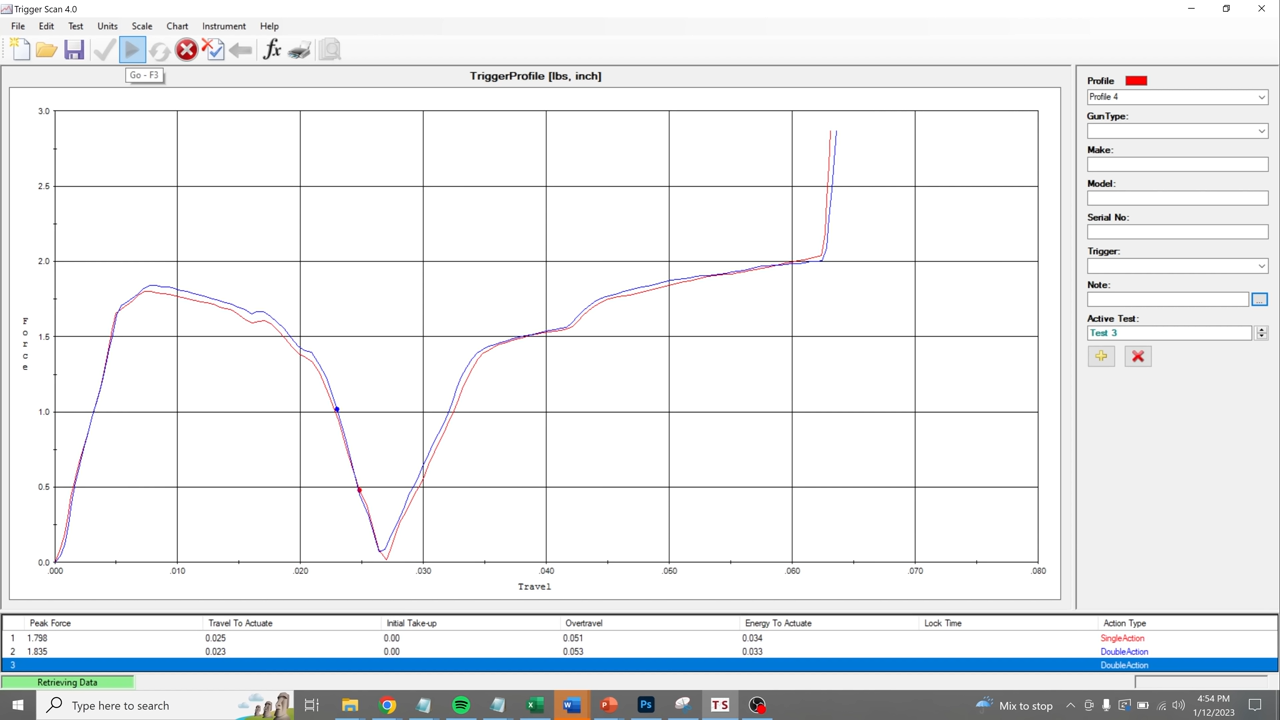 Trigger Scan 4.0
File Edit Test Units Scale Chart Instrument Help
fx
Go - F3
TriggerProfile [lbs, inch]
3.0
2.5
2.0
1.5
1.0
0.5
0.0
Force
.000 .010 .020 .030 .040 .050 .060 .070 .080
Travel
Profile
Profile 4
GunType:
Make:
Model:
Serial No:
Trigger:
Note:
...
Active Test:
Test 3
Peak Force Travel To Actuate Initial Take-up Overtravel Energy To Actuate Lock Time Action Type
1 1.798 0.025 0.00 0.051 0.034 SingleAction
2 1.835 0.023 0.00 0.053 0.033 DoubleAction
3 DoubleAction
Retrieving Data
Type here to search
Ps
TS
Mix to stop
4:54 PM
1/12/2023